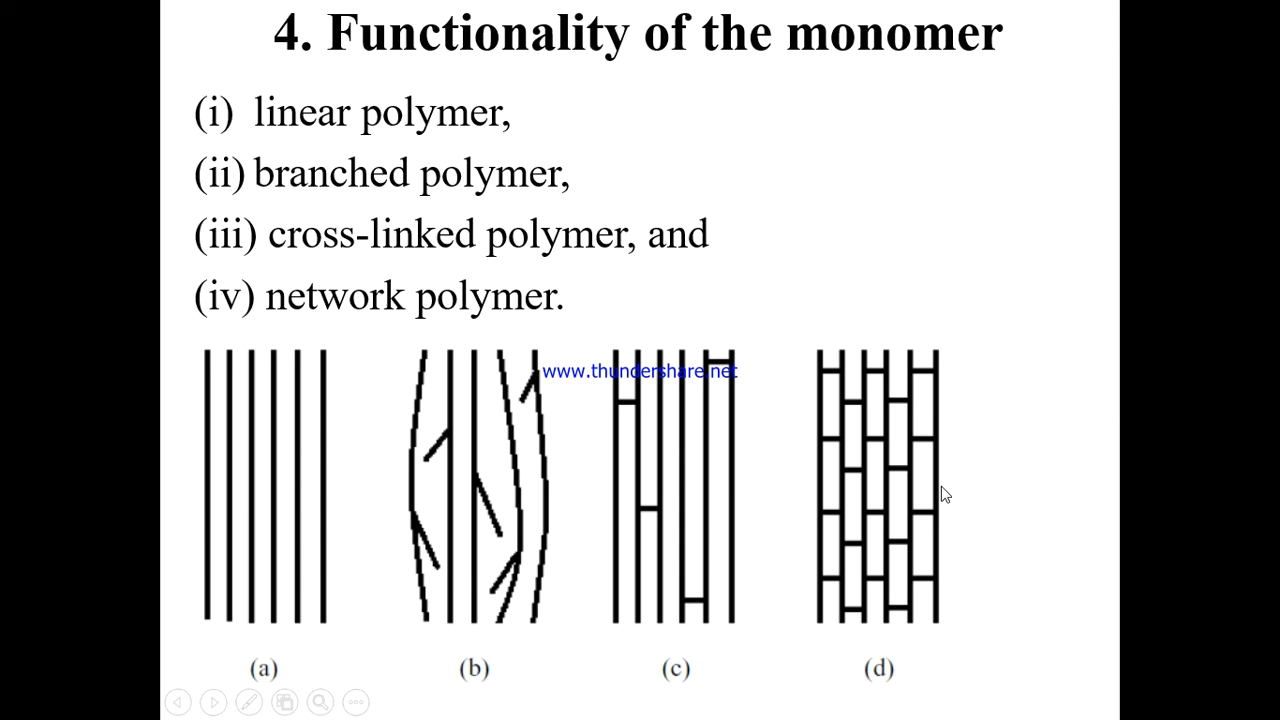 4. Functionality of the monomer
(i) linear polymer,
(ii) branched polymer,
(iii) cross-linked polymer, and
(iv) network polymer.
www.thundershare.net
(a) (b) (c) (d)